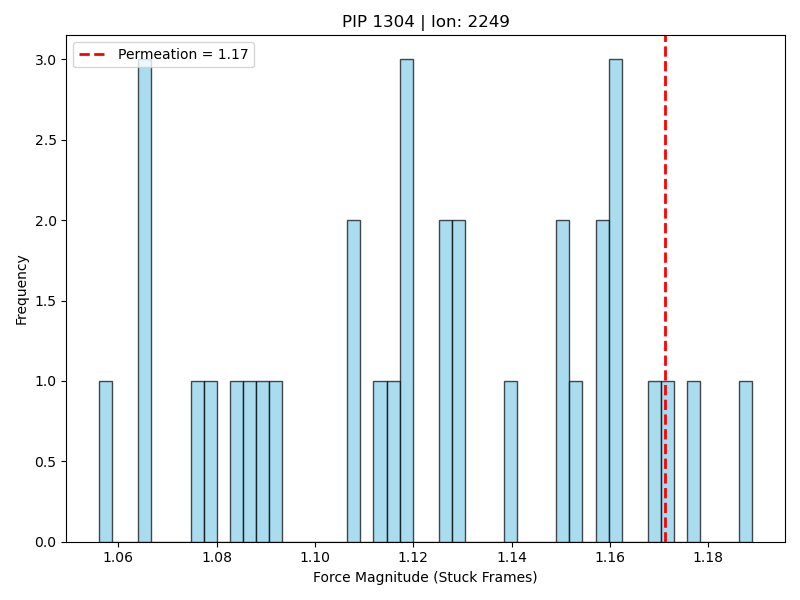 PIP 1304 | Ion: 2249
Permeation = 1.17
3.0
2.5
2.0
1.5
1.0
0.5
0.0
Frequency
1.06 1.08 1.10 1.12 1.14 1.16 1.18
Force Magnitude (Stuck Frames)